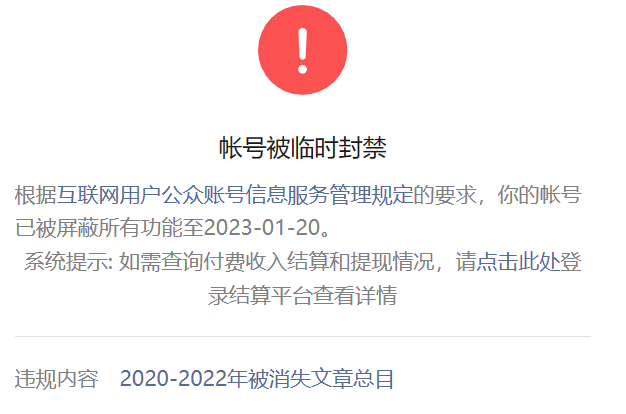 帐号被临时封禁
根据互联网用户公众账号信息服务管理规定的要求，你的帐号
已被屏蔽所有功能至2023-01-20。
系统提示: 如需查询付费收入结算和提现情况，请点击此处登
录结算平台查看详情
违规内容 2020-2022年被消失文章总目